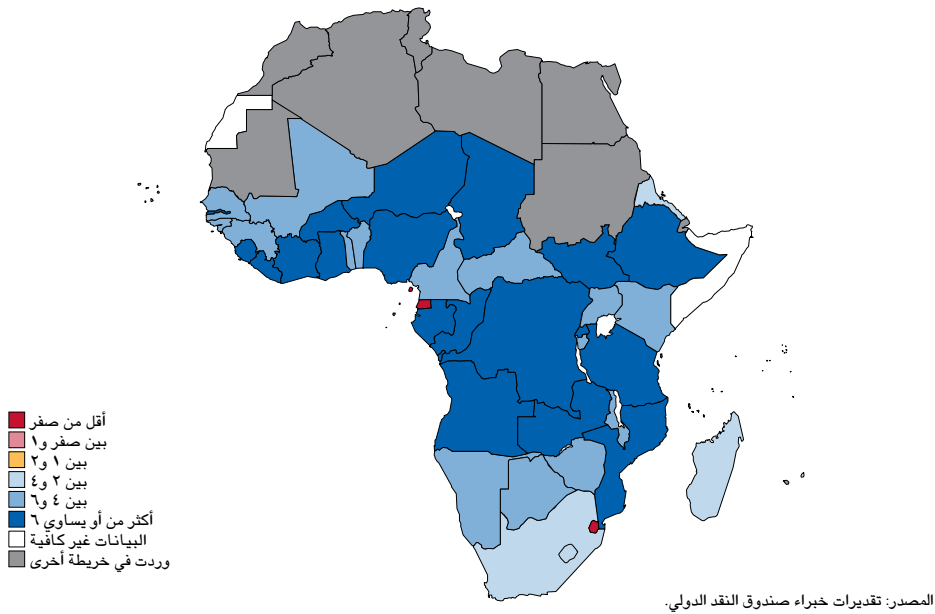 أقل من صفر
بين صفر و١
بين ١ و٢
بين ٢ و٤
بين ٤ و٦
أكثر من أو يساوي ٦
البيانات غير كافية
وردت في خريطة أخرى
المصدر: تقديرات خبراء صندوق النقد الدولي.